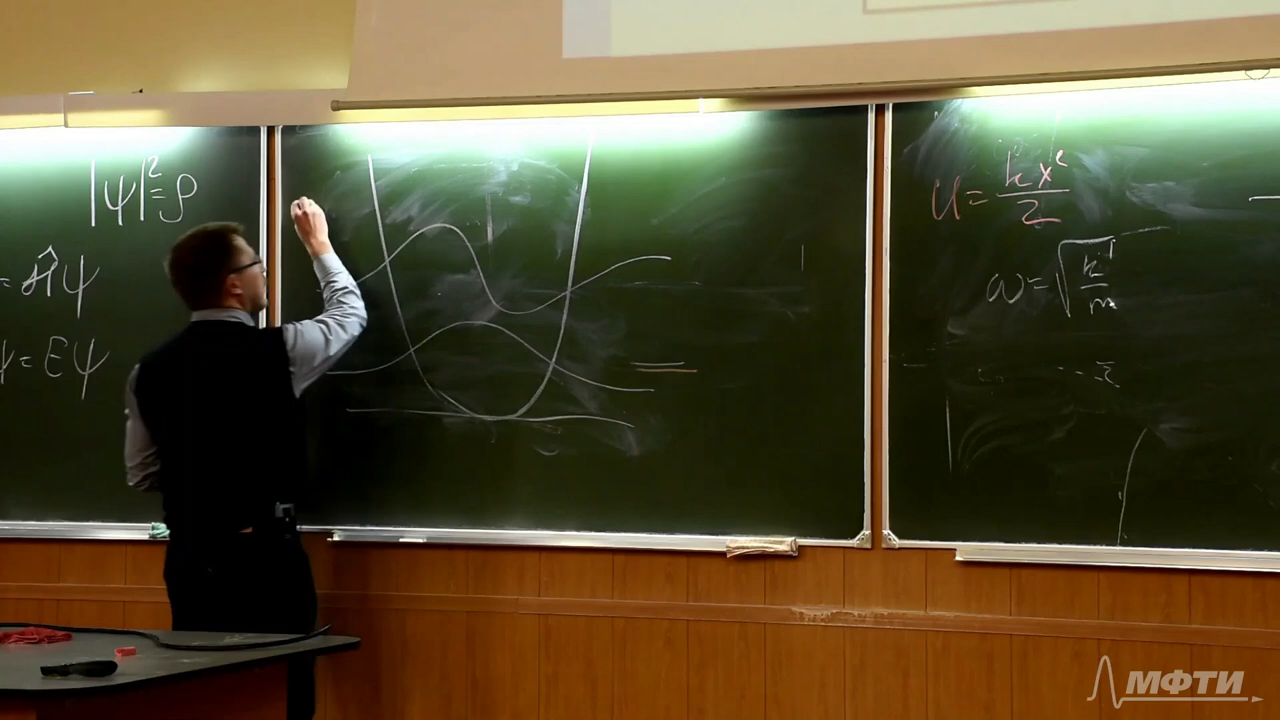 |ψ|² = ρ
= Ĥψ
ψ = Eψ
U = kx²/2
ω = √(k/m)
МФТИ